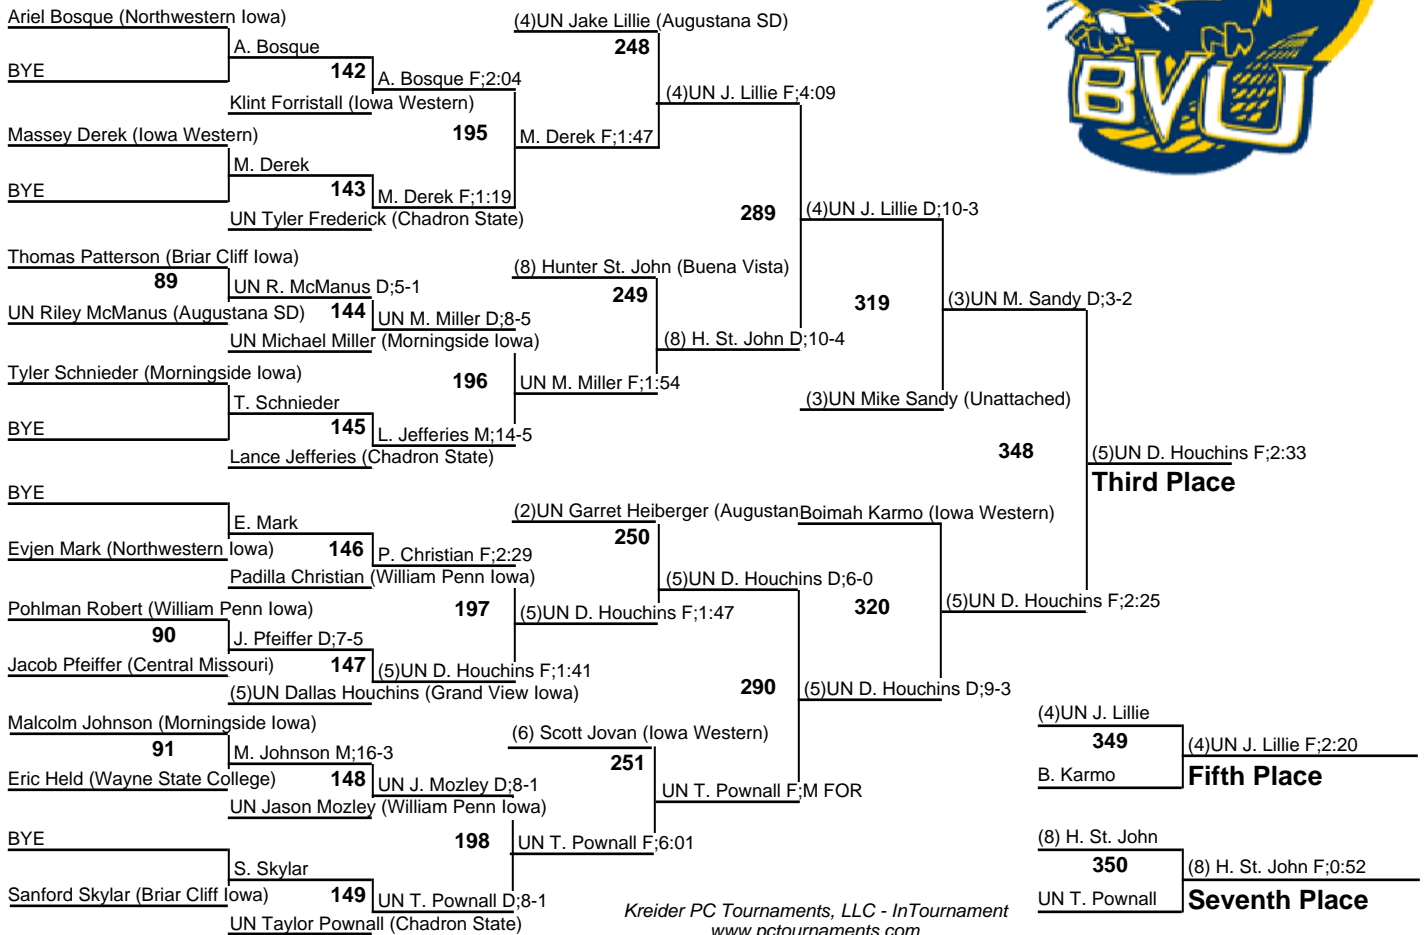 Ariel Bosque (Northwestern Iowa)
A. Bosque
BYE
142
A. Bosque F;2:04
Klint Forristall (Iowa Western)
195
Massey Derek (Iowa Western)
M. Derek
BYE
143
M. Derek F;1:19
UN Tyler Frederick (Chadron State)
(4)UN Jake Lillie (Augustana SD)
248
M. Derek F;1:47
(4)UN J. Lillie F;4:09
Thomas Patterson (Briar Cliff Iowa)
89
UN R. McManus D;5-1
UN Riley McManus (Augustana SD)
144
UN M. Miller D;8-5
UN Michael Miller (Morningside Iowa)
196
Tyler Schnieder (Morningside Iowa)
T. Schnieder
BYE
145
L. Jefferies M;14-5
Lance Jefferies (Chadron State)
(8) Hunter St. John (Buena Vista)
249
UN M. Miller F;1:54
(8) H. St. John D;10-4
289
(4)UN J. Lillie D;10-3
319
(3)UN Mike Sandy (Unattached)
(3)UN M. Sandy D;3-2
BYE
E. Mark
Evjen Mark (Northwestern Iowa)
146
P. Christian F;2:29
Padilla Christian (William Penn Iowa)
197
Pohlman Robert (William Penn Iowa)
90
J. Pfeiffer D;7-5
Jacob Pfeiffer (Central Missouri)
147
(5)UN D. Houchins F;1:41
(5)UN Dallas Houchins (Grand View Iowa)
(2)UN Garret Heiberger (Augustan
250
(5)UN D. Houchins F;1:47
(5)UN D. Houchins D;6-0
Malcolm Johnson (Morningside Iowa)
91
M. Johnson M;16-3
Eric Held (Wayne State College)
148
UN J. Mozley D;8-1
UN Jason Mozley (William Penn Iowa)
198
BYE
S. Skylar
Sanford Skylar (Briar Cliff Iowa)
149
UN T. Pownall D;8-1
UN Taylor Pownall (Chadron State)
(6) Scott Jovan (Iowa Western)
251
UN T. Pownall F;6:01
UN T. Pownall F;M FOR
290
(5)UN D. Houchins D;9-3
Boimah Karmo (Iowa Western)
320
(5)UN D. Houchins F;2:25
348
(5)UN D. Houchins F;2:33
Third Place
(4)UN J. Lillie
349
B. Karmo
(4)UN J. Lillie F;2:20
Fifth Place
(8) H. St. John
350
UN T. Pownall
(8) H. St. John F;0:52
Seventh Place
BVU
Kreider PC Tournaments, LLC - InTournament
www.pctournaments.com